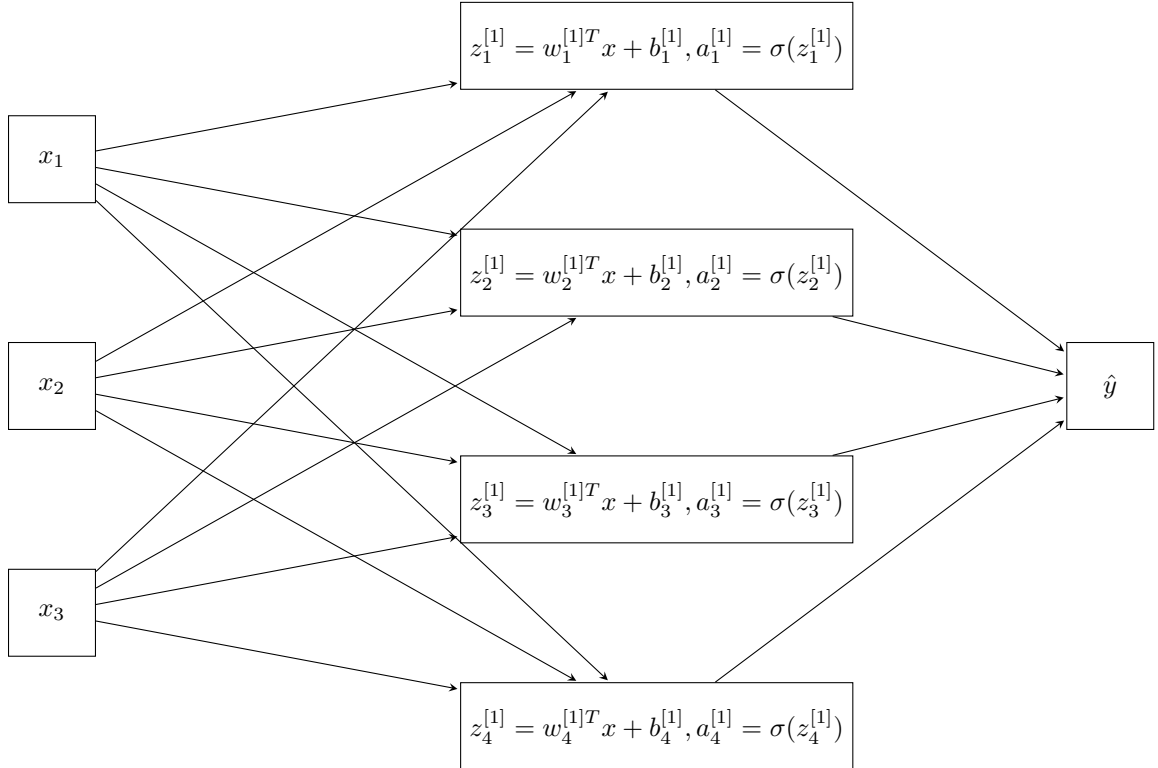 $z_1^{[1]} = w_1^{[1]T} x + b_1^{[1]}, a_1^{[1]} = \sigma(z_1^{[1]})$
$x_1$
$z_2^{[1]} = w_2^{[1]T} x + b_2^{[1]}, a_2^{[1]} = \sigma(z_2^{[1]})$
$x_2$
$\hat{y}$
$z_3^{[1]} = w_3^{[1]T} x + b_3^{[1]}, a_3^{[1]} = \sigma(z_3^{[1]})$
$x_3$
$z_4^{[1]} = w_4^{[1]T} x + b_4^{[1]}, a_4^{[1]} = \sigma(z_4^{[1]})$